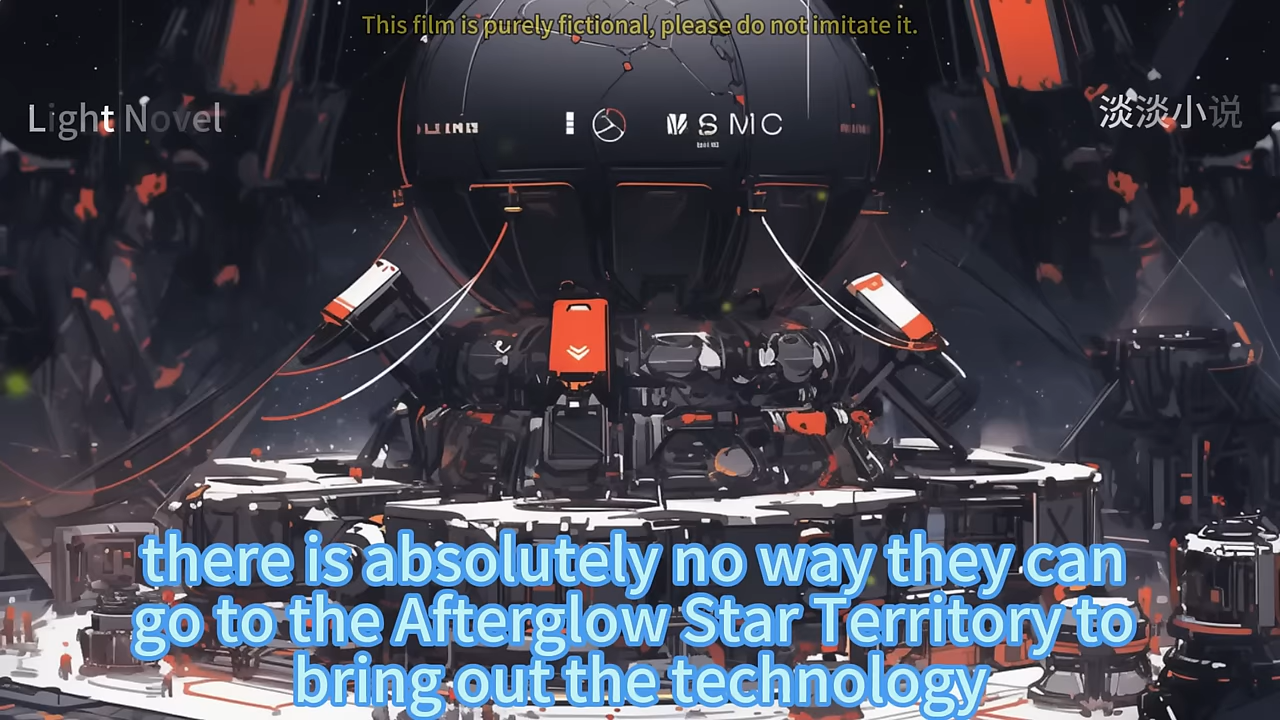 This film is purely fictional, please do not imitate it.
Light Novel
淡淡小说
SMC
there is absolutely no way they can
go to the Afterglow Star Territory to
bring out the technology